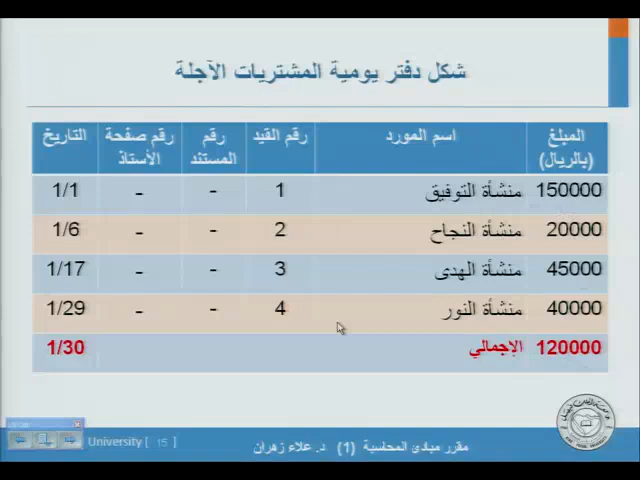 شكل دفتر يومية المشتريات الآجلة
المبلغ (بالريال) اسم المورد رقم القيد رقم المستند رقم صفحة الأستاذ التاريخ
150000 منشأة التوفيق 1 - - 1/1
20000 منشأة النجاح 2 - - 1/6
45000 منشأة الهدى 3 - - 1/17
40000 منشأة النور 4 - - 1/29
120000 الإجمالي 1/30
مقرر مبادئ المحاسبة (1) د. علاء زهران
University [ 15 ]